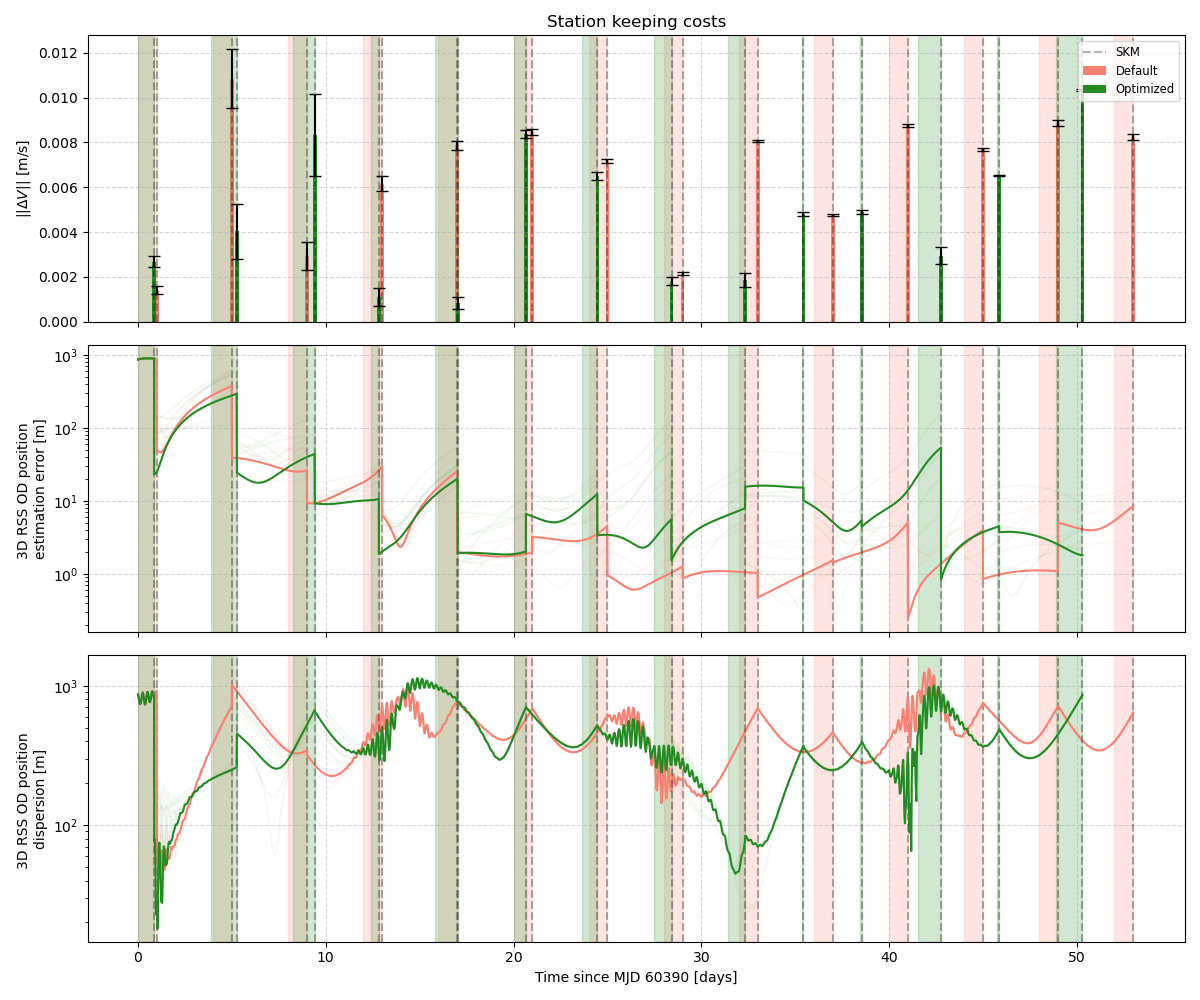 Station keeping costs
||ΔV|| [m/s]
0.012
0.010
0.008
0.006
0.004
0.002
0.000
SKM
Default
Optimized
3D RSS OD position
estimation error [m]
10³
10²
10¹
10⁰
3D RSS OD position
dispersion [m]
10³
10²
0
10
20
30
40
50
Time since MJD 60390 [days]